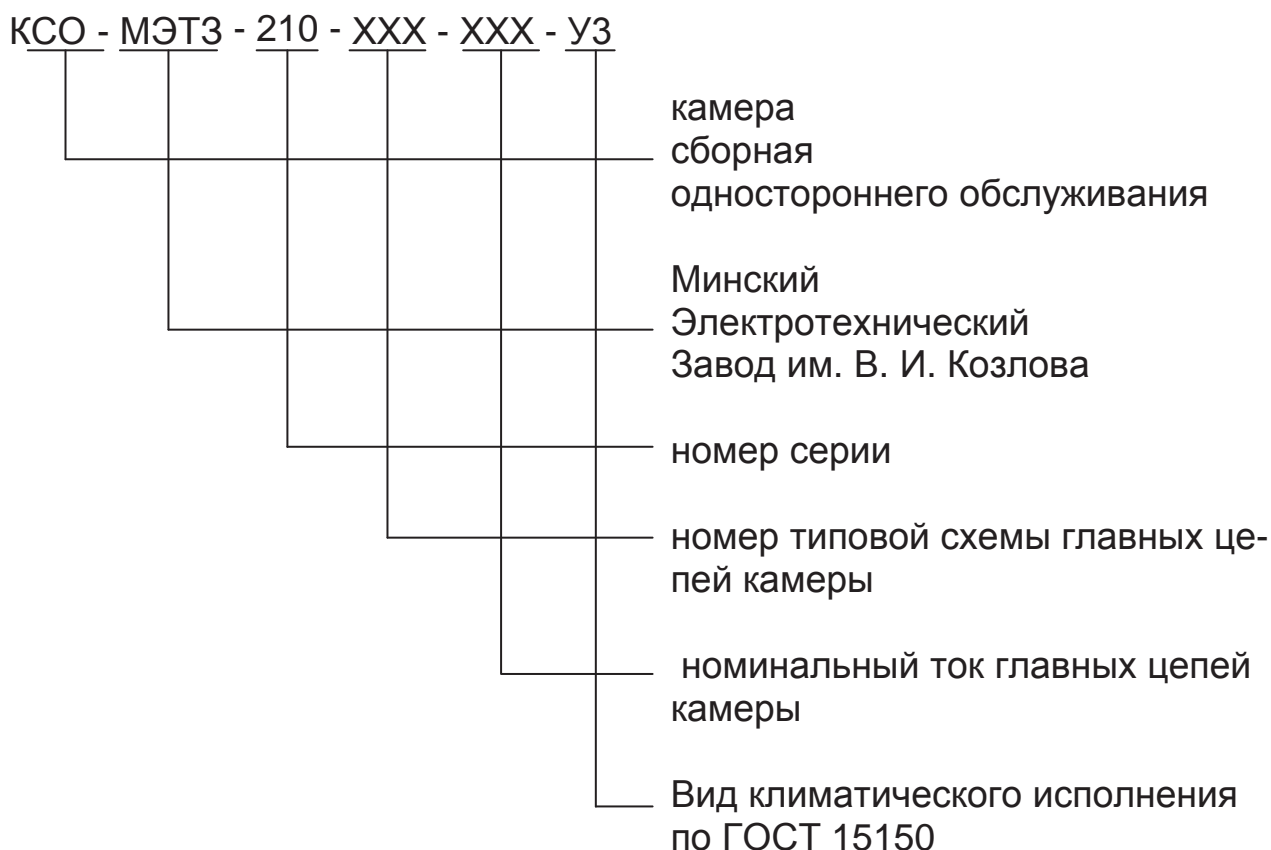 КСО - МЭТЗ - 210 - ХХХ - ХХХ - У3
камера
сборная
одностороннего обслуживания
Минский
Электротехнический
Завод им. В. И. Козлова
номер серии
номер типовой схемы главных це-
пей камеры
номинальный ток главных цепей
камеры
Вид климатического исполнения
по ГОСТ 15150